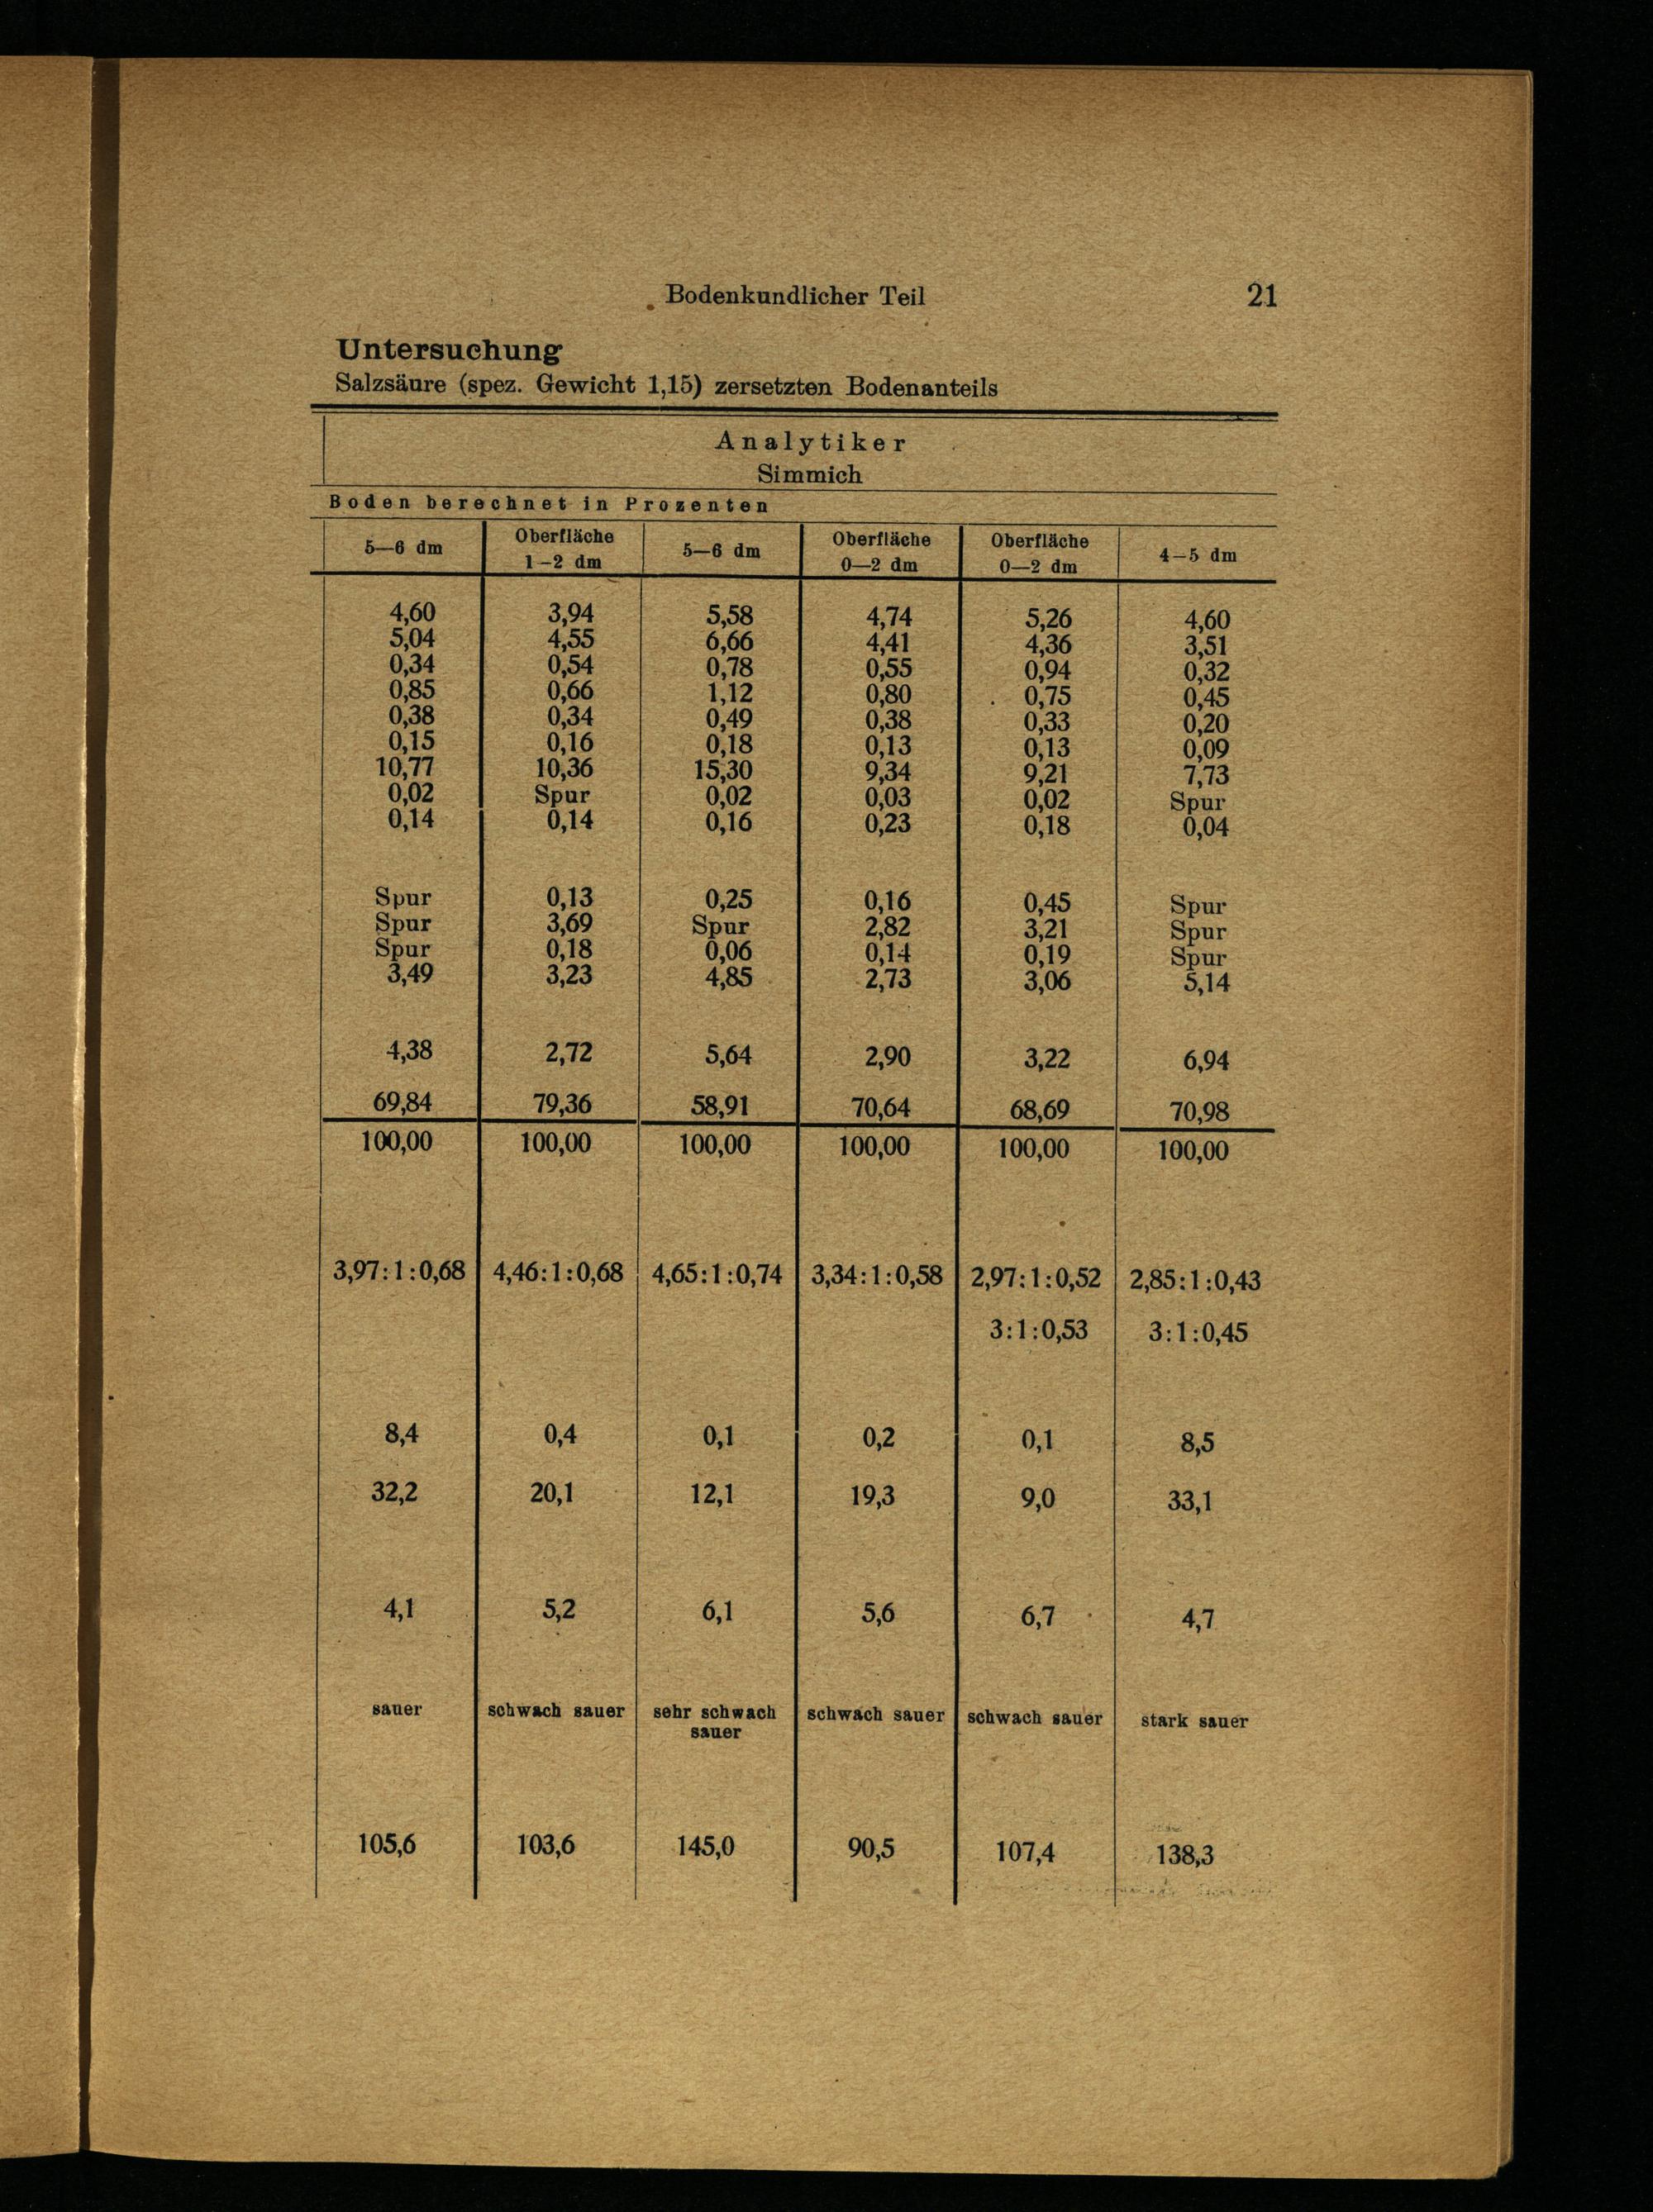 Bodenkundlicher Teil 21
Untersuchung
Salzsäure (spez. Gewicht 1,15) zersetzten Bodenanteils
Analytiker
Simmich
Boden berechnet in Prozenten
5—6 dm Oberfläche 1—2 dm 5—6 dm Oberfläche 0—2 dm Oberfläche 0—2 dm 4—5 dm
4,60 3,94 5,58 4,74 5,26 4,60
5,04 4,55 6,66 4,41 4,36 3,51
0,34 0,54 0,78 0,55 0,94 0,32
0,85 0,66 1,12 0,80 0,75 0,45
0,38 0,34 0,49 0,38 0,33 0,20
0,15 0,16 0,18 0,13 0,13 0,09
10,77 10,36 15,30 9,34 9,21 7,73
0,02 Spur 0,02 0,03 0,02 Spur
0,14 0,14 0,16 0,23 0,18 0,04
Spur 0,13 0,25 0,16 0,45 Spur
Spur 3,69 Spur 2,82 3,21 Spur
Spur 0,18 0,06 0,14 0,19 Spur
3,49 3,23 4,85 2,73 3,06 5,14
4,38 2,72 5,64 2,90 3,22 6,94
69,84 79,36 58,91 70,64 68,69 70,98
100,00 100,00 100,00 100,00 100,00 100,00
3,97:1:0,68 4,46:1:0,68 4,65:1:0,74 3,34:1:0,58 2,97:1:0,52 2,85:1:0,43
3:1:0,53 3:1:0,45
8,4 0,4 0,1 0,2 0,1 8,5
32,2 20,1 12,1 19,3 9,0 33,1
4,1 5,2 6,1 5,6 6,7 4,7
sauer schwach sauer sehr schwach sauer schwach sauer schwach sauer stark sauer
105,6 103,6 145,0 90,5 107,4 138,3